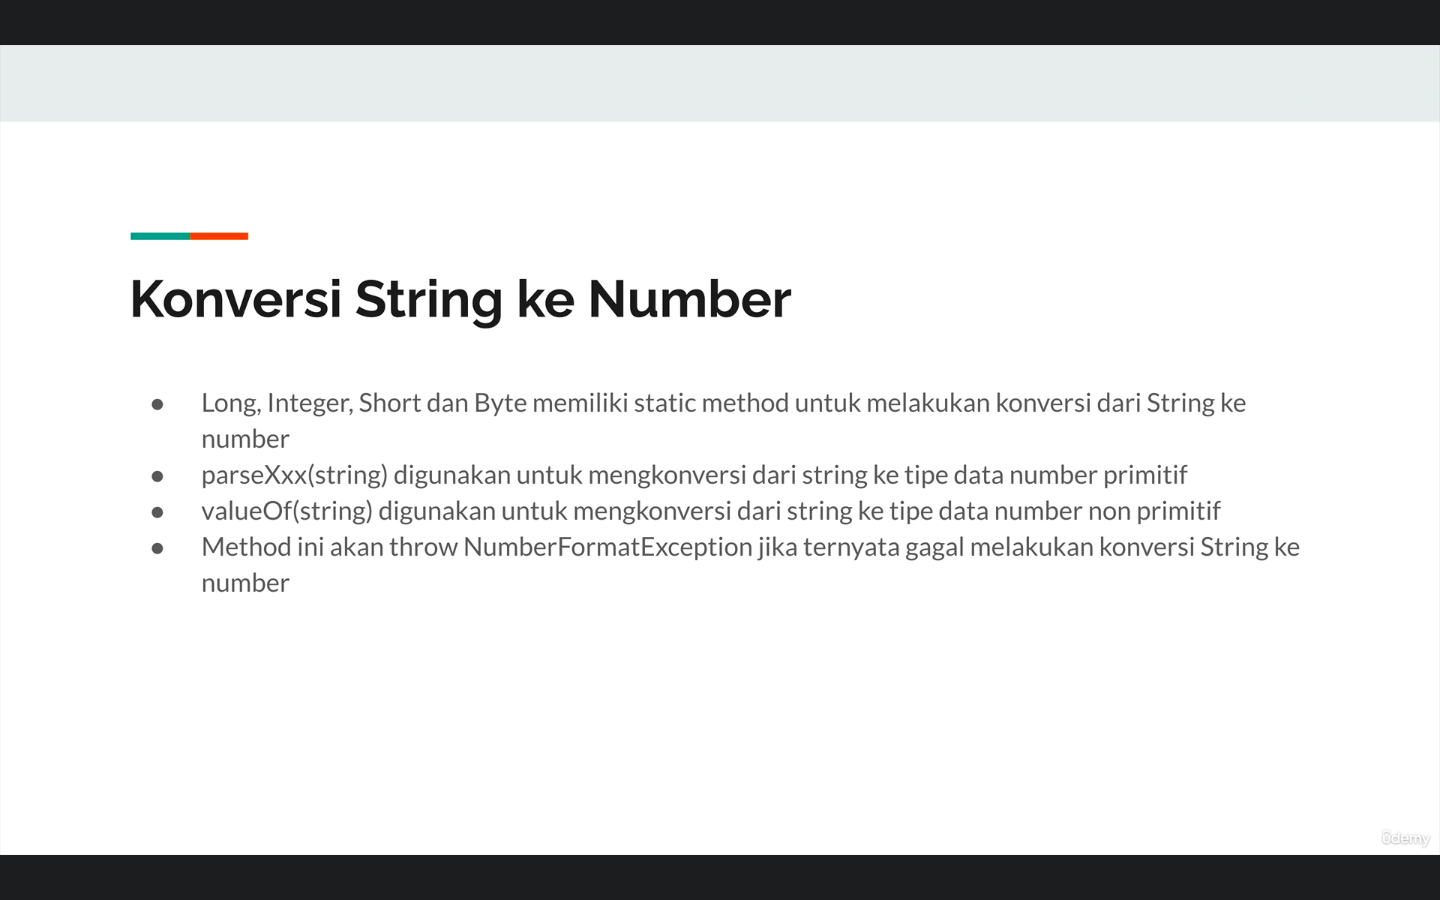 Konversi String ke Number
● Long, Integer, Short dan Byte memiliki static method untuk melakukan konversi dari String ke
number
● parseXxx(string) digunakan untuk mengkonversi dari string ke tipe data number primitif
● valueOf(string) digunakan untuk mengkonversi dari string ke tipe data number non primitif
● Method ini akan throw NumberFormatException jika ternyata gagal melakukan konversi String ke
number
ûdemy